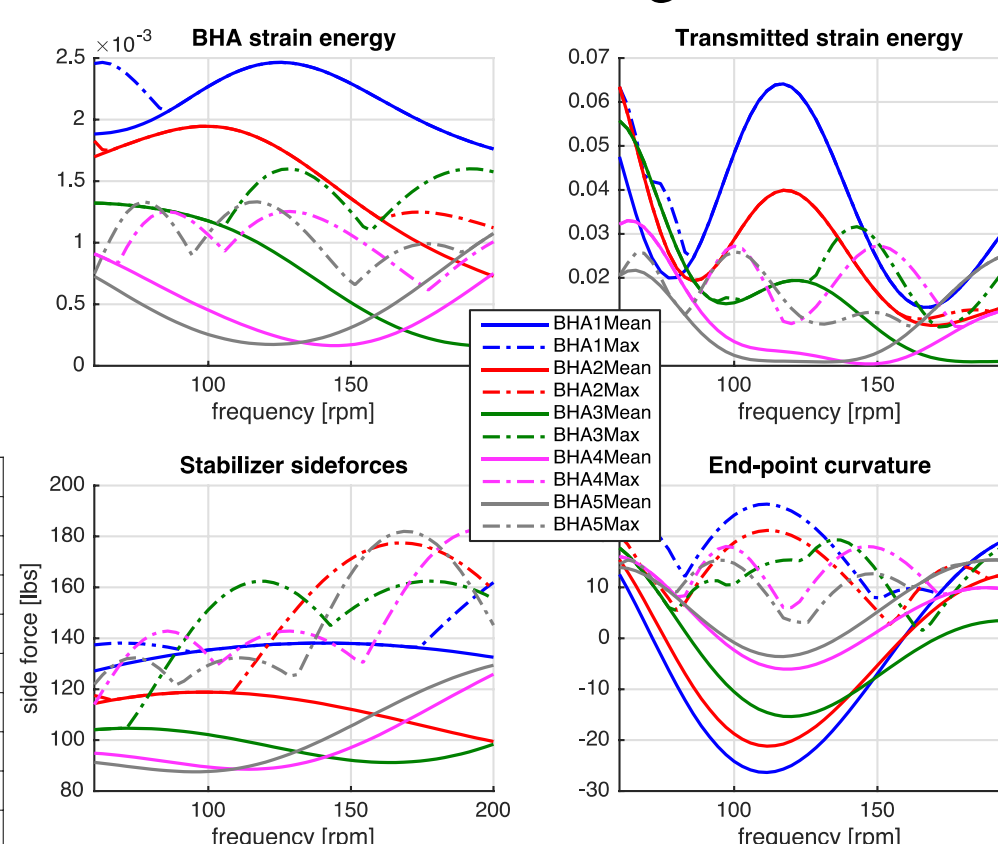 BHA strain energy
×10⁻³
2.5
2
1.5
1
0.5
0
100
150
frequency [rpm]
Transmitted strain energy
0.07
0.06
0.05
0.04
0.03
0.02
100
150
frequency [rpm]
BHA1Mean
BHA1Max
BHA2Mean
BHA2Max
BHA3Mean
BHA3Max
BHA4Mean
BHA4Max
BHA5Mean
BHA5Max
Stabilizer sideforces
side force [lbs]
200
180
160
140
120
100
80
100
150
200
frequency [rpm]
End-point curvature
10
0
-10
-20
-30
100
150
frequency [rpm]